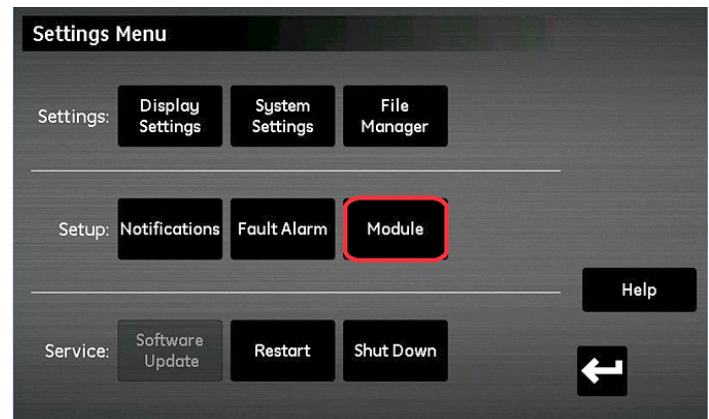 Settings Menu
Settings:
Display
Settings
System
Settings
File
Manager
Setup:
Notifications
Fault Alarm
Module
Help
Service:
Software
Update
Restart
Shut Down